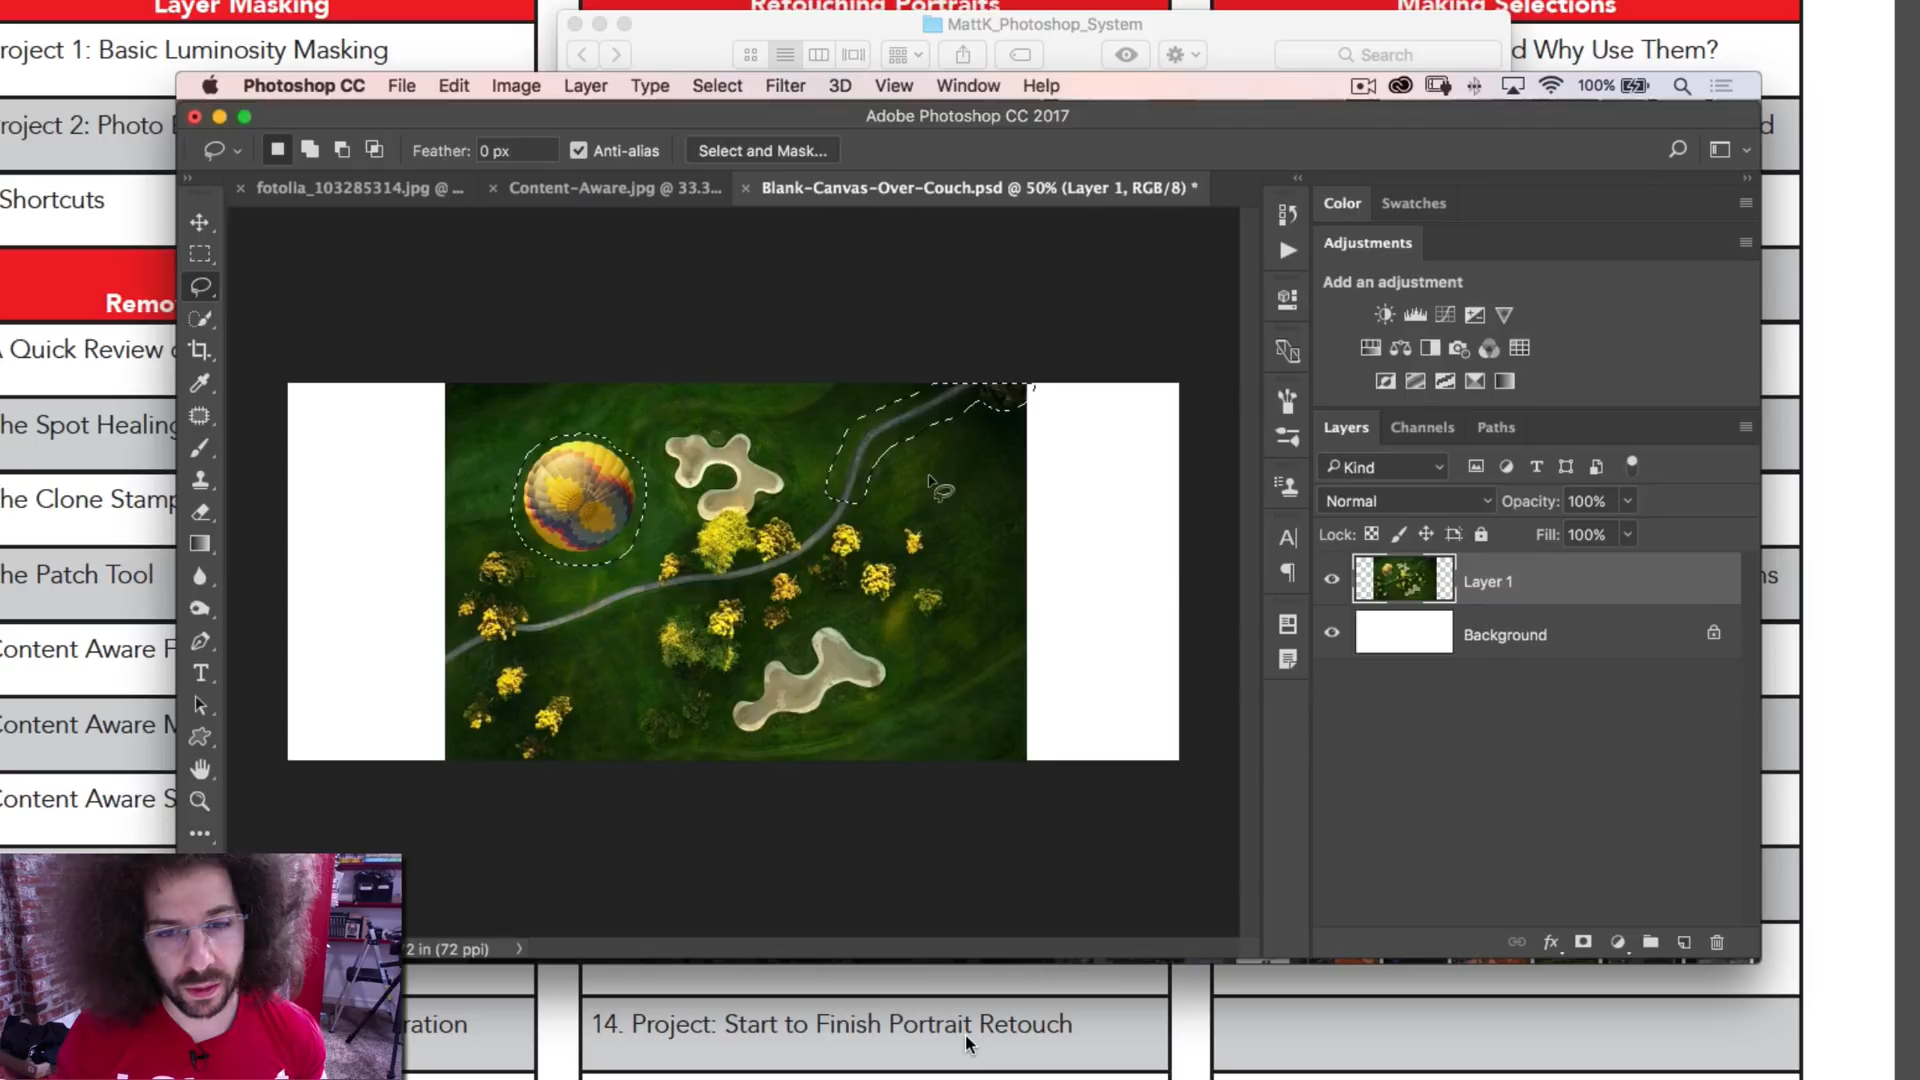 Layer Masking
Retouching Portraits
Making Selections
MattK_Photoshop_System
roject 1: Basic Luminosity Masking
Search
d Why Use Them?
Photoshop CC File Edit Image Layer Type Select Filter 3D View Window Help
100%
Adobe Photoshop CC 2017
roject 2: Photo
d
Feather: 0 px Anti-alias Select and Mask...
fotolia_103285314.jpg @ ...
Content-Aware.jpg @ 33.3...
Blank-Canvas-Over-Couch.psd @ 50% (Layer 1, RGB/8) *
Shortcuts
Color Swatches
Adjustments
Add an adjustment
Remo
A Quick Review
Layers Channels Paths
he Spot Healing
Kind
Normal Opacity: 100%
he Clone Stamp
Lock: Fill: 100%
he Patch Tool
Layer 1
ns
Background
ontent Aware F
ontent Aware M
ontent Aware S
2 in (72 ppi)
ration
14. Project: Start to Finish Portrait Retouch